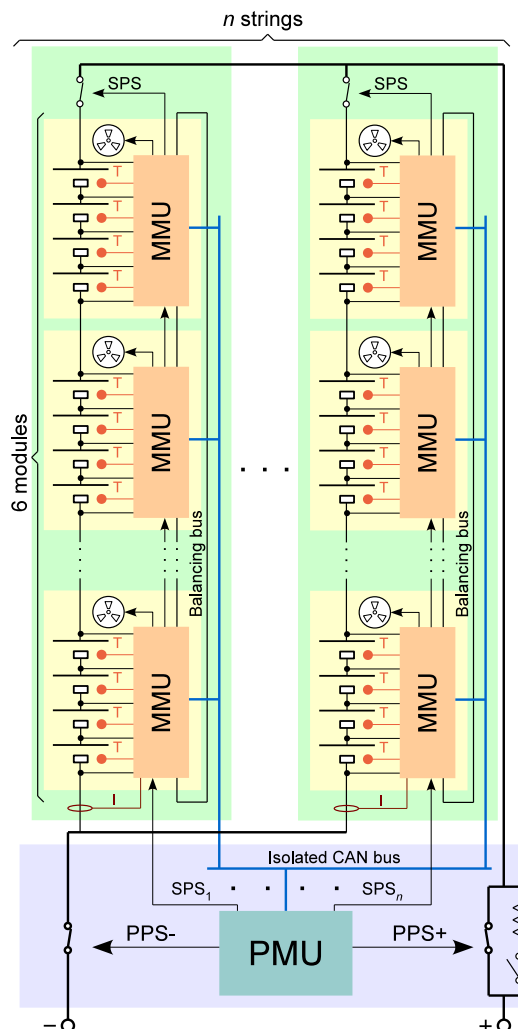 n strings
SPS
SPS
T
T
T
T
MMU
T
T
T
T
MMU
6 modules
T
T
T
T
MMU
T
T
T
T
MMU
. . .
Balancing bus
Balancing bus
T
T
T
T
MMU
T
T
T
T
MMU
I
I
Isolated CAN bus
SPS1
. . . .
SPSn
PPS-
PMU
PPS+
−
+